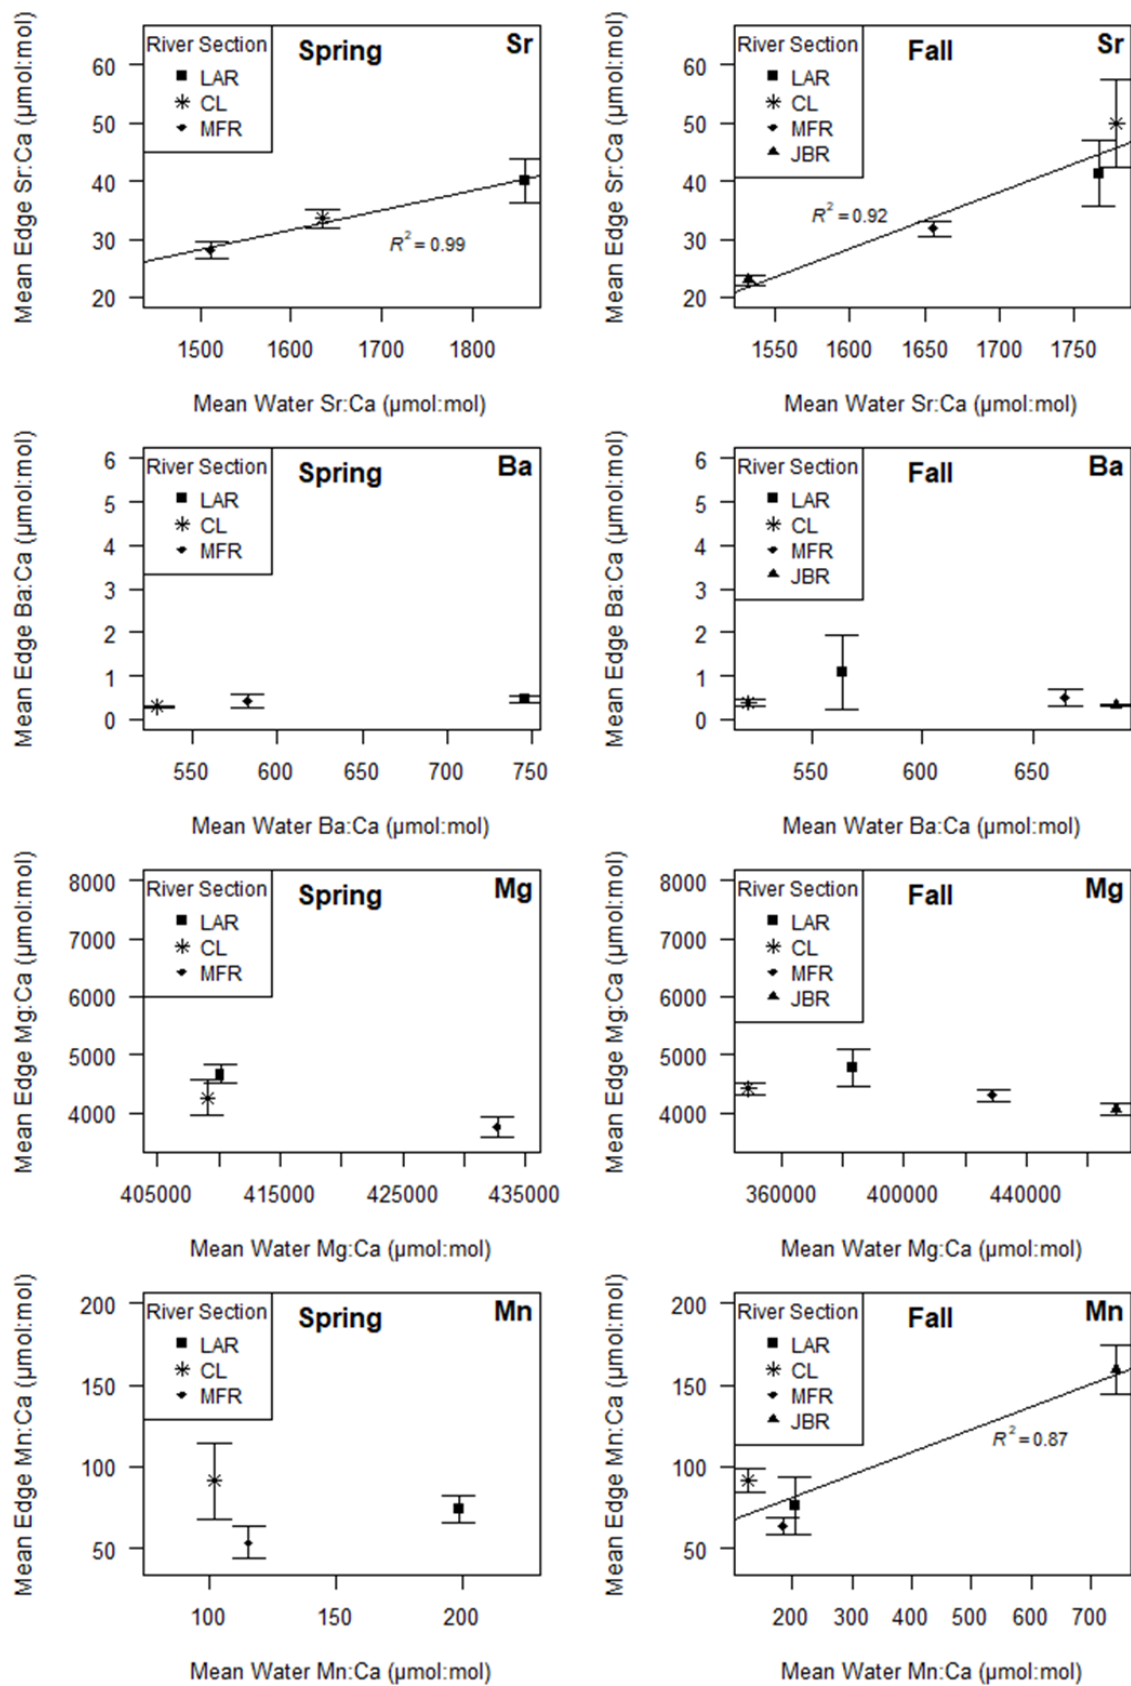 Mean Edge Sr:Ca (µmol:mol)
60
50
40
30
20
River Section
LAR
CL
MFR
Spring
Sr
R² = 0.99
1500
1600
1700
1800
Mean Water Sr:Ca (µmol:mol)
Mean Edge Sr:Ca (µmol:mol)
60
50
40
30
20
River Section
LAR
CL
MFR
JBR
Fall
Sr
R² = 0.92
1550
1600
1650
1700
1750
Mean Water Sr:Ca (µmol:mol)
Mean Edge Ba:Ca (µmol:mol)
6
5
4
3
2
1
0
River Section
LAR
CL
MFR
Spring
Ba
550
600
650
700
750
Mean Water Ba:Ca (µmol:mol)
Mean Edge Ba:Ca (µmol:mol)
6
5
4
3
2
1
0
River Section
LAR
CL
MFR
JBR
Fall
Ba
550
600
650
Mean Water Ba:Ca (µmol:mol)
Mean Edge Mg:Ca (µmol:mol)
8000
7000
6000
5000
4000
River Section
LAR
CL
MFR
Spring
Mg
405000
415000
425000
435000
Mean Water Mg:Ca (µmol:mol)
Mean Edge Mg:Ca (µmol:mol)
8000
7000
6000
5000
4000
River Section
LAR
CL
MFR
JBR
Fall
Mg
360000
400000
440000
Mean Water Mg:Ca (µmol:mol)
Mean Edge Mn:Ca (µmol:mol)
200
150
100
50
River Section
LAR
CL
MFR
Spring
Mn
100
150
200
Mean Water Mn:Ca (µmol:mol)
Mean Edge Mn:Ca (µmol:mol)
200
150
100
50
River Section
LAR
CL
MFR
JBR
Fall
Mn
R² = 0.87
200
300
400
500
600
700
Mean Water Mn:Ca (µmol:mol)